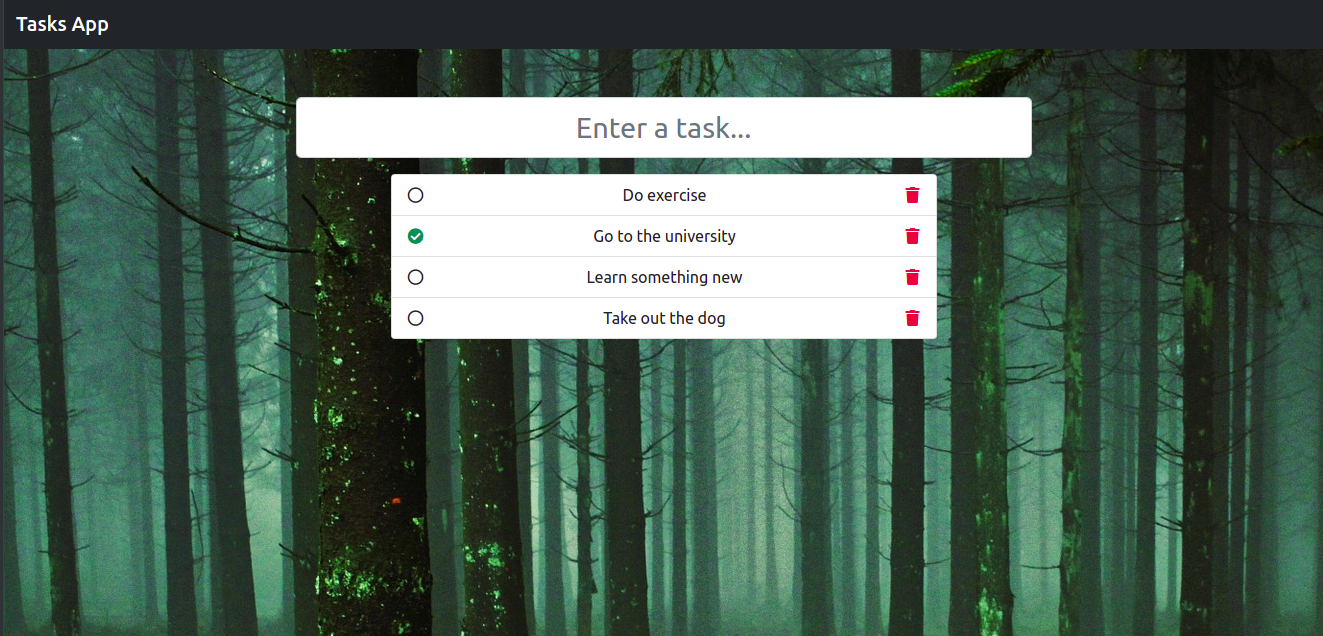 Tasks App
Enter a task...
Do exercise
Go to the university
Learn something new
Take out the dog